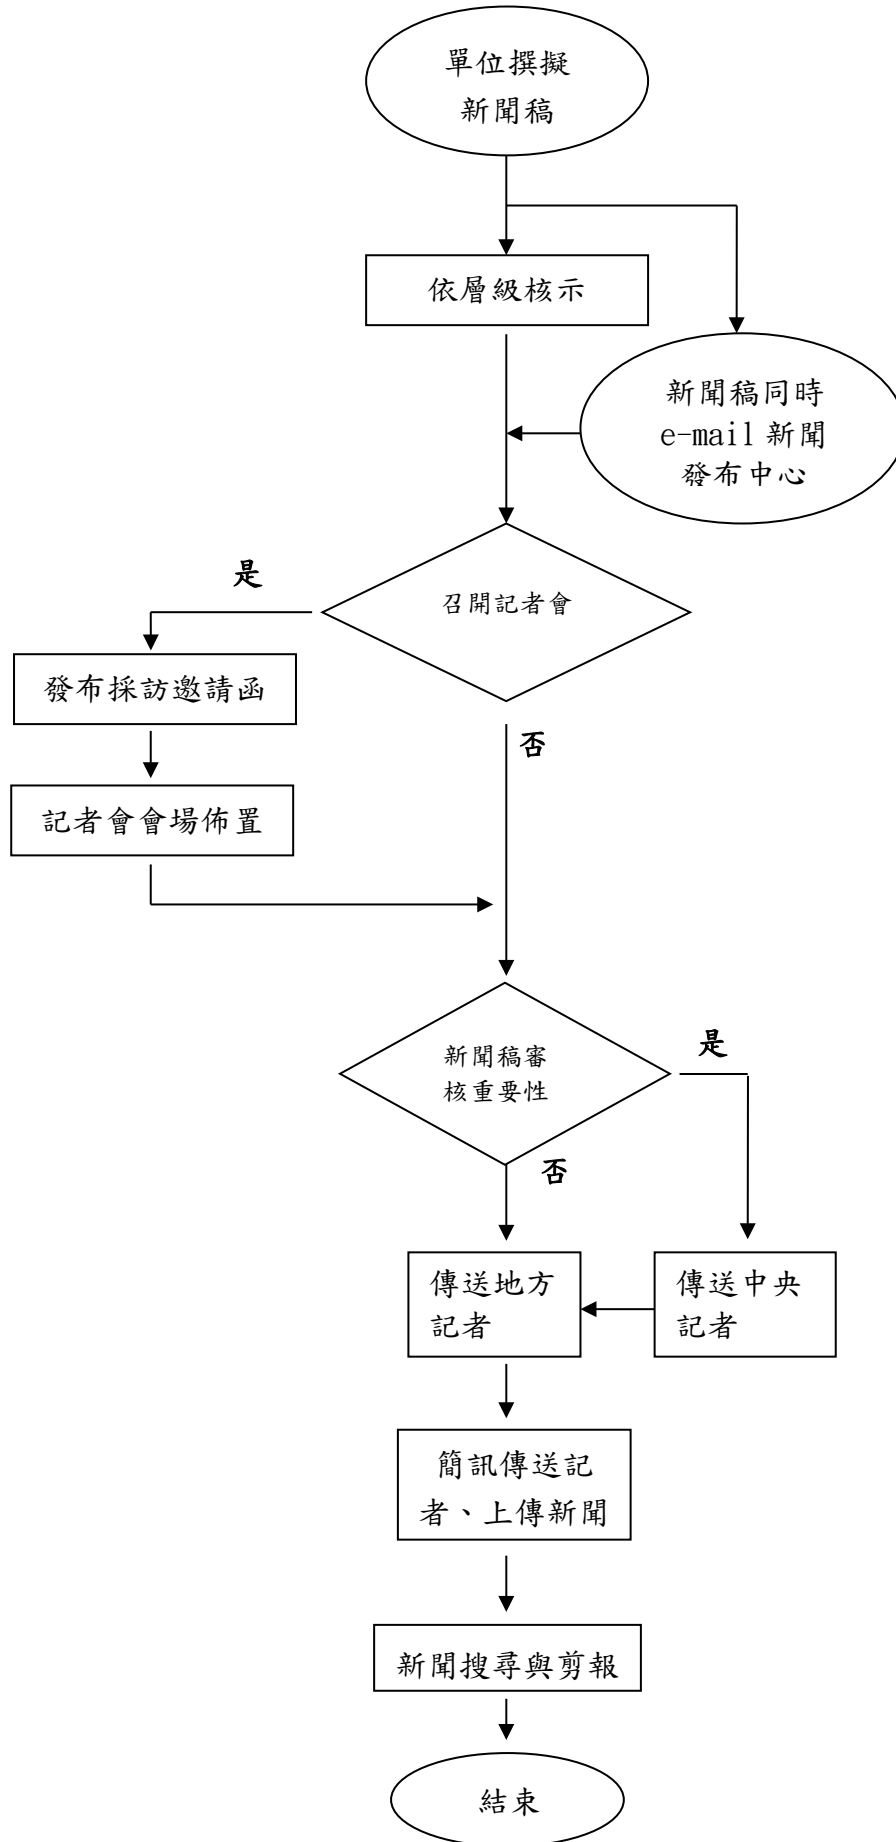 單位撰擬
新聞稿
依層級核示
新聞稿同時
e-mail 新聞
發布中心
是
召開記者會
發布採訪邀請函
否
記者會會場佈置
是
新聞稿審
核重要性
否
傳送地方
記者
傳送中央
記者
簡訊傳送記
者、上傳新聞
新聞搜尋與剪報
結束